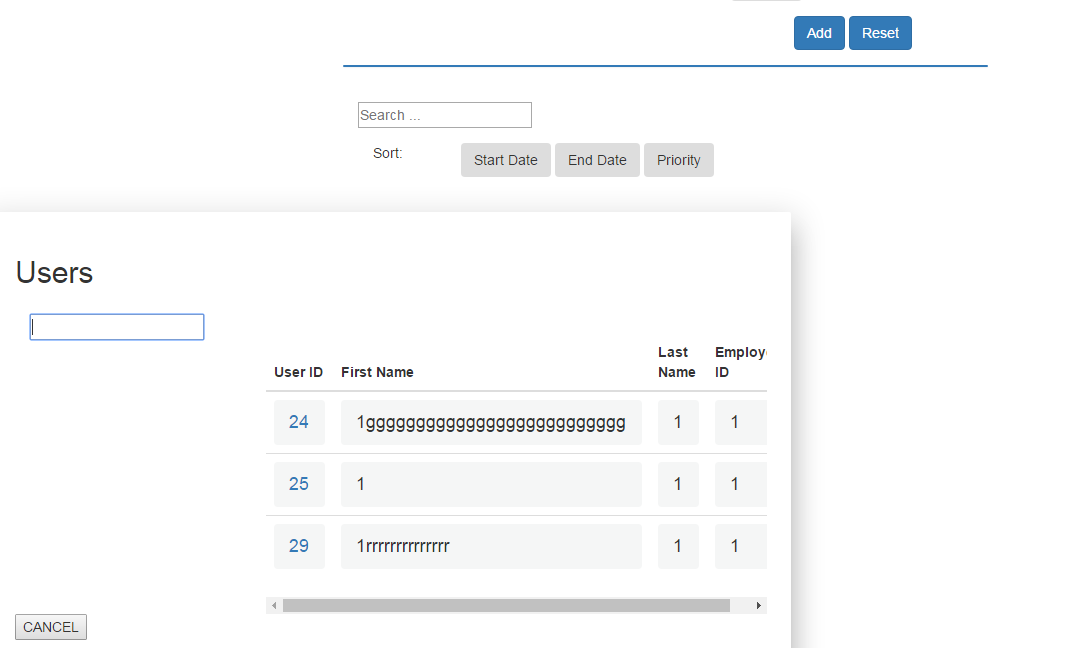 Add Reset
Search ...
Sort: Start Date End Date Priority
Users
User ID First Name Last Name Employ ID
24 1gggggggggggggggggggggggggg 1 1
25 1 1 1
29 1rrrrrrrrrrrrrr 1 1
CANCEL